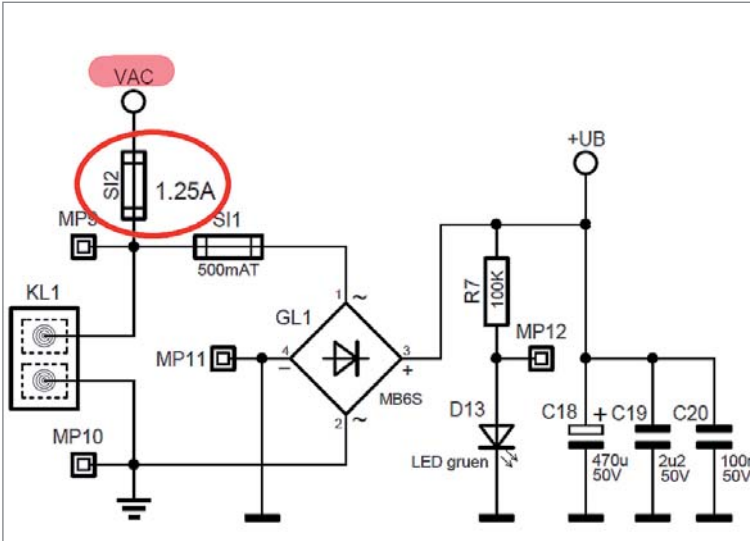 VAC
+UB
SI2
1.25A
MP9
SI1
500mAT
KL1
1
~
GL1
R7
100K
MP11
4
−
3
+
MP12
MB6S
2
~
D13
C18
+
C19
C20
MP10
LED gruen
470u
50V
2u2
50V
50V